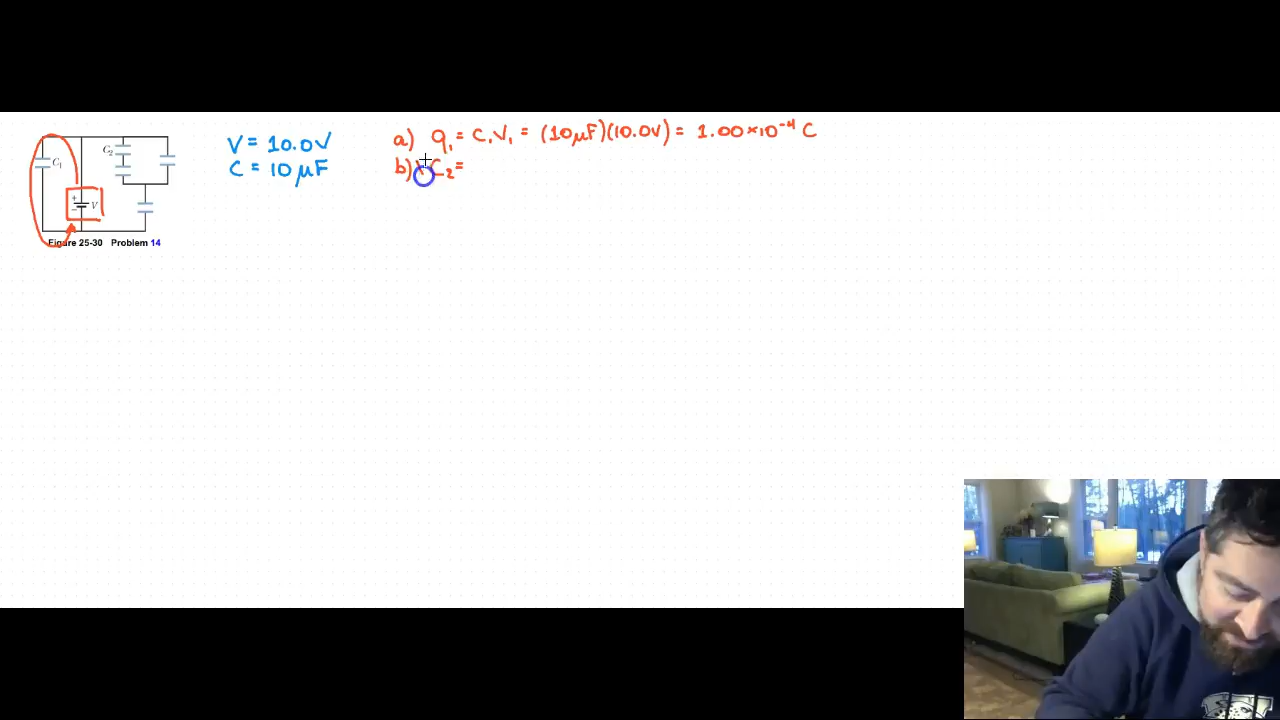 C₁
C₂
+
−
V
Figure 25-30 Problem 14
V = 10.0V
C = 10 μF
a) q₁ = C₁V₁ = (10μF)(10.0V) = 1.00×10⁻⁴ C
b) C₂ =